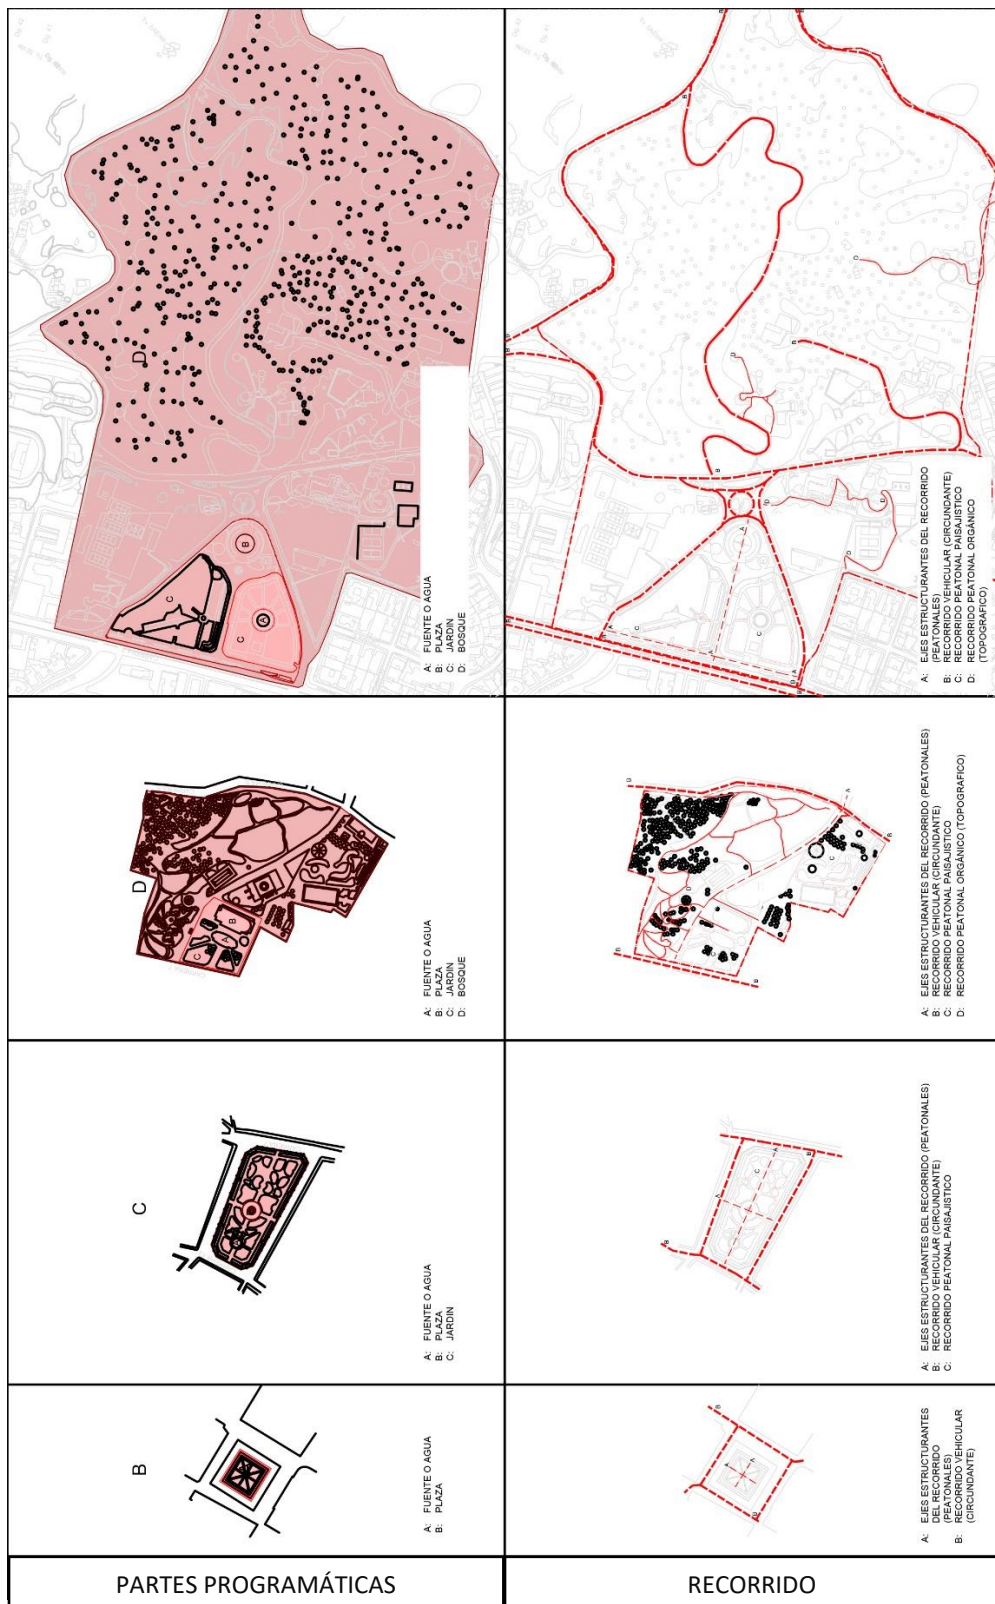 D
C
C
A
B
A: FUENTE O AGUA
B: PLAZA
C: JARDIN
D: BOSQUE
B
B
B
C
D
B
B
A
D
D
D
C
C
A
A
A
B
A: EJES ESTRUCTURANTES DEL RECORRIDO
(PEATONALES)
B: RECORRIDO VEHICULAR (CIRCUNDANTE)
C: RECORRIDO PEATONAL PAISAJISTICO
D: RECORRIDO PEATONAL ORGÁNICO
(TOPOGRAFICO)
D
C
A
B
A: FUENTE O AGUA
B: PLAZA
C: JARDIN
D: BOSQUE
B
B
B
B
A
C
D
A: EJES ESTRUCTURANTES DEL RECORRIDO (PEATONALES)
B: RECORRIDO VEHICULAR (CIRCUNDANTE)
C: RECORRIDO PEATONAL PAISAJISTICO
D: RECORRIDO PEATONAL ORGÁNICO (TOPOGRAFICO)
C
A: FUENTE O AGUA
B: PLAZA
C: JARDIN
B
A
C
A
B
A: EJES ESTRUCTURANTES DEL RECORRIDO (PEATONALES)
B: RECORRIDO VEHICULAR (CIRCUNDANTE)
C: RECORRIDO PEATONAL PAISAJISTICO
B
A: FUENTE O AGUA
B: PLAZA
B
A
A
B
A: EJES ESTRUCTURANTES
DEL RECORRIDO
(PEATONALES)
B: RECORRIDO VEHICULAR
(CIRCUNDANTE)
PARTES PROGRAMÁTICAS
RECORRIDO